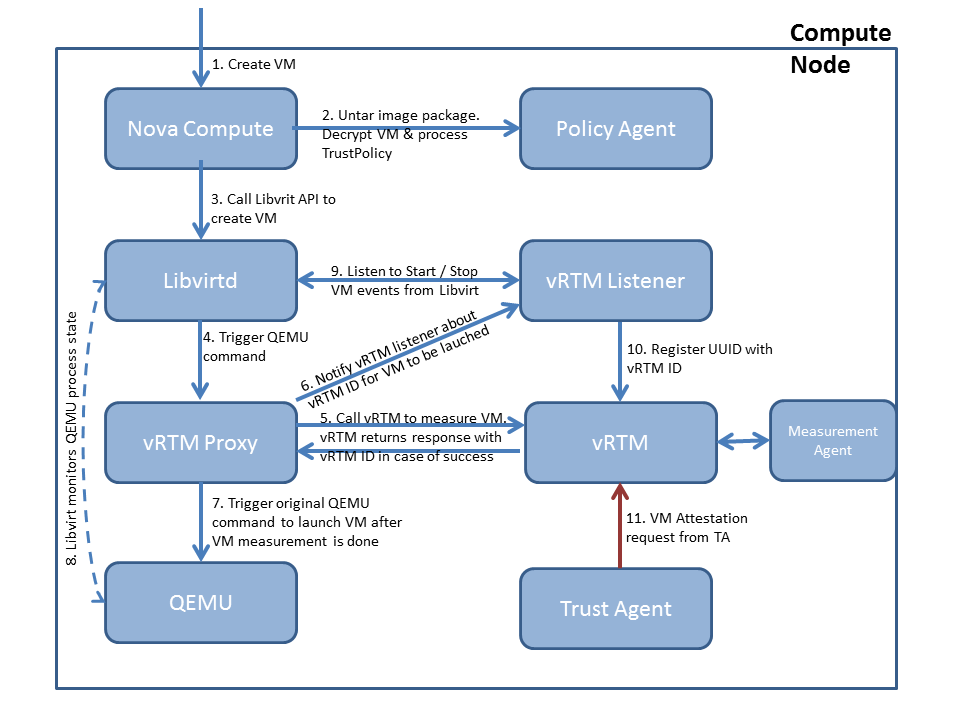 Compute
Node
1. Create VM
Nova Compute
2. Untar image package.
Decrypt VM & process
TrustPolicy
Policy Agent
3. Call Libvrit API to
create VM
Libvirtd
9. Listen to Start / Stop
VM events from Libvirt
vRTM Listener
8. Libvirt monitors QEMU process state
4. Trigger QEMU
command
6. Notify vRTM listener about
vRTM ID for VM to be lauched
10. Register UUID with
vRTM ID
vRTM Proxy
5. Call vRTM to measure VM.
vRTM returns response with
vRTM ID in case of success
vRTM
Measurement
Agent
7. Trigger original QEMU
command to launch VM after
VM measurement is done
11. VM Attestation
request from TA
QEMU
Trust Agent